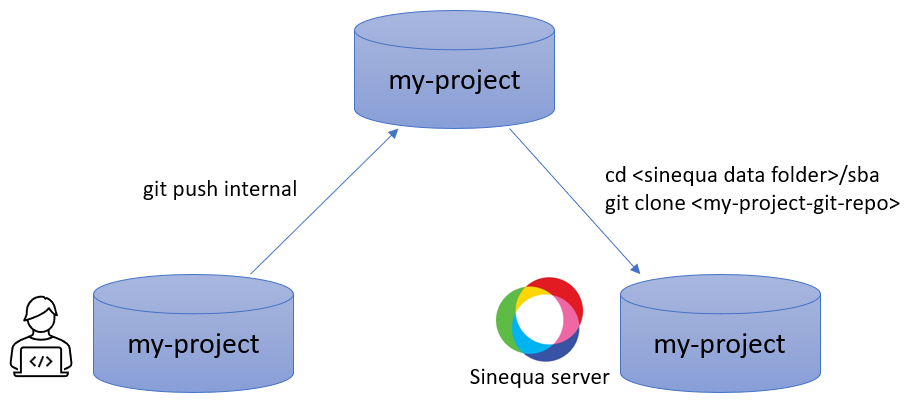 my-project
git push internal
cd <sinequa data folder>/sba
git clone <my-project-git-repo>
my-project
</>
Sinequa server
my-project